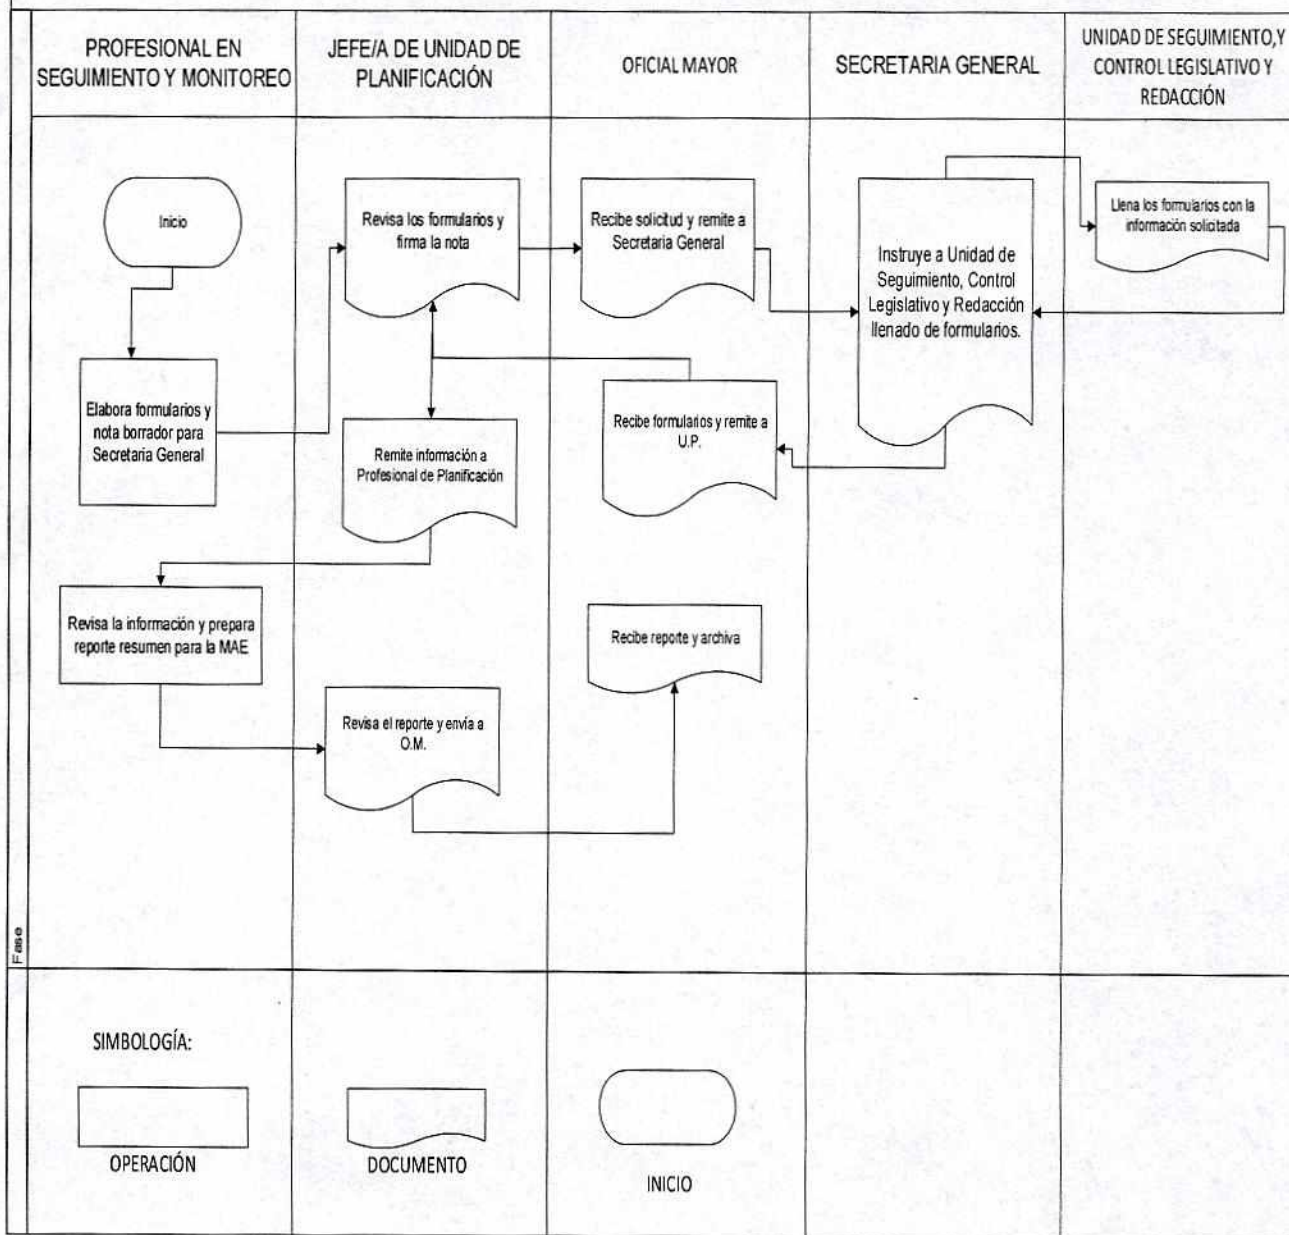 PROFESIONAL EN
SEGUIMIENTO Y MONITOREO
JEFE/A DE UNIDAD DE
PLANIFICACIÓN
OFICIAL MAYOR
SECRETARIA GENERAL
UNIDAD DE SEGUIMIENTO,Y
CONTROL LEGISLATIVO Y
REDACCIÓN
Inicio
Revisa los formularios y
firma la nota
Recibe solicitud y remite a
Secretaria General
Instruye a Unidad de
Seguimiento, Control
Legislativo y Redacción
llenado de formularios.
Llena los formularios con la
información solicitada
Elabora formularios y
nota borrador para
Secretaria General
Remite información a
Profesional de Planificación
Recibe formularios y remite a
U.P.
Revisa la información y prepara
reporte resumen para la MAE
Recibe reporte y archiva
Revisa el reporte y envía a
O.M.
Fase
SIMBOLOGÍA:
OPERACIÓN
DOCUMENTO
INICIO